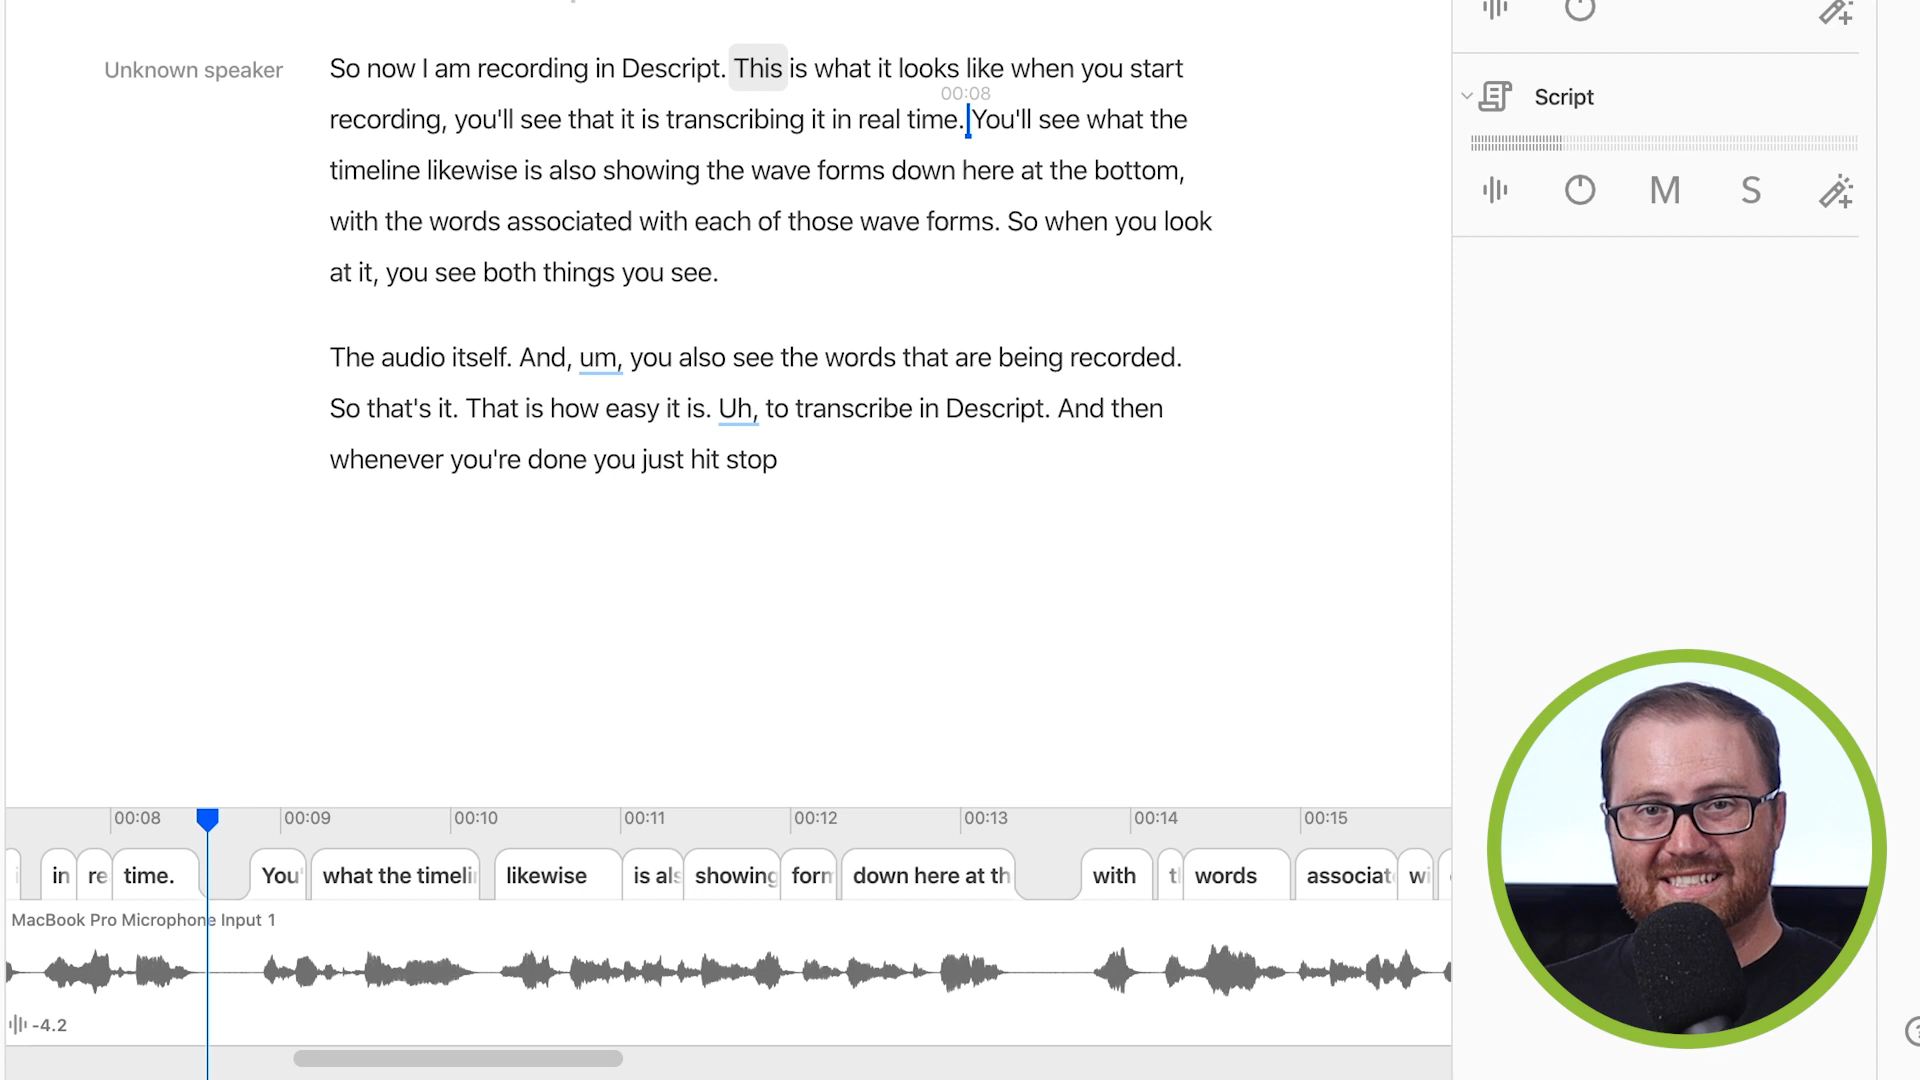 Unknown speaker
So now I am recording in Descript. This is what it looks like when you start
00:08
recording, you'll see that it is transcribing it in real time. You'll see what the
timeline likewise is also showing the wave forms down here at the bottom,
with the words associated with each of those wave forms. So when you look
at it, you see both things you see.
The audio itself. And, um, you also see the words that are being recorded.
So that's it. That is how easy it is. Uh, to transcribe in Descript. And then
whenever you're done you just hit stop
Script
M S
00:08 00:09 00:10 00:11 00:12 00:13 00:14 00:15
in re time. You' what the timeli likewise is als showing form down here at th with t words associat wi
MacBook Pro Microphone Input 1
-4.2